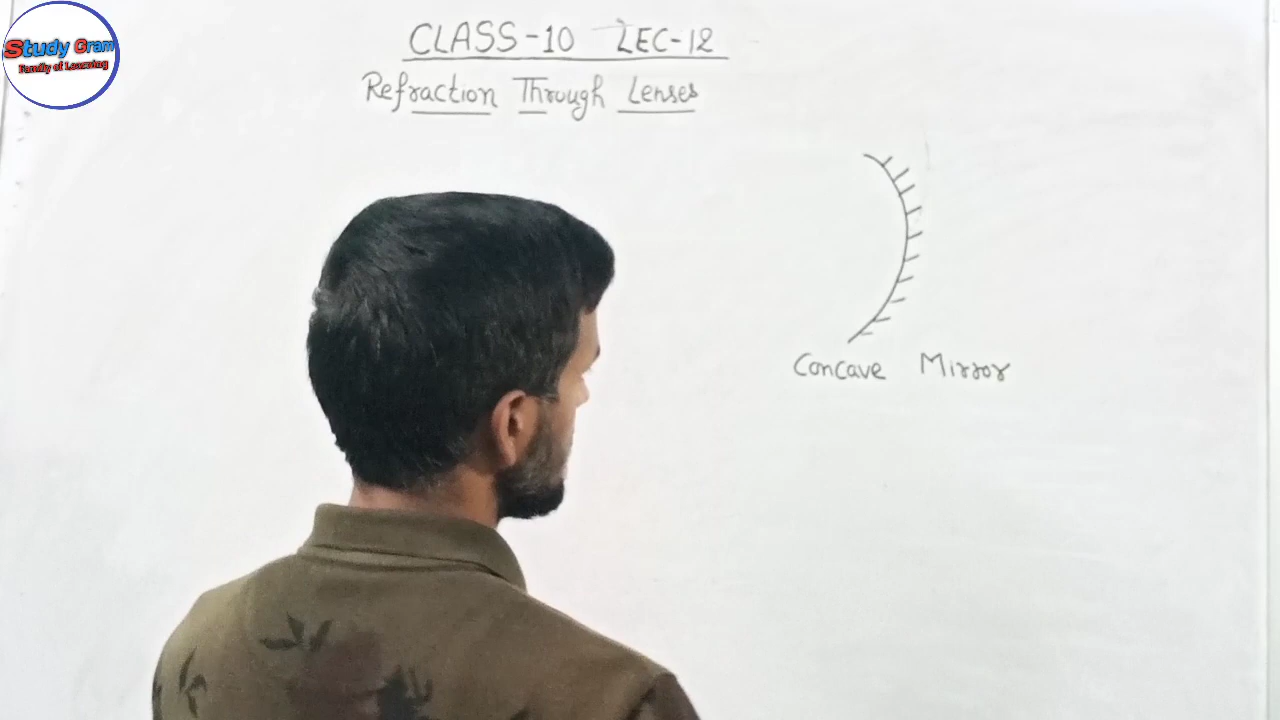 Study Gram
Family of Learning
CLASS-10 LEC-12
Refraction Through Lenses
Concave Mirror